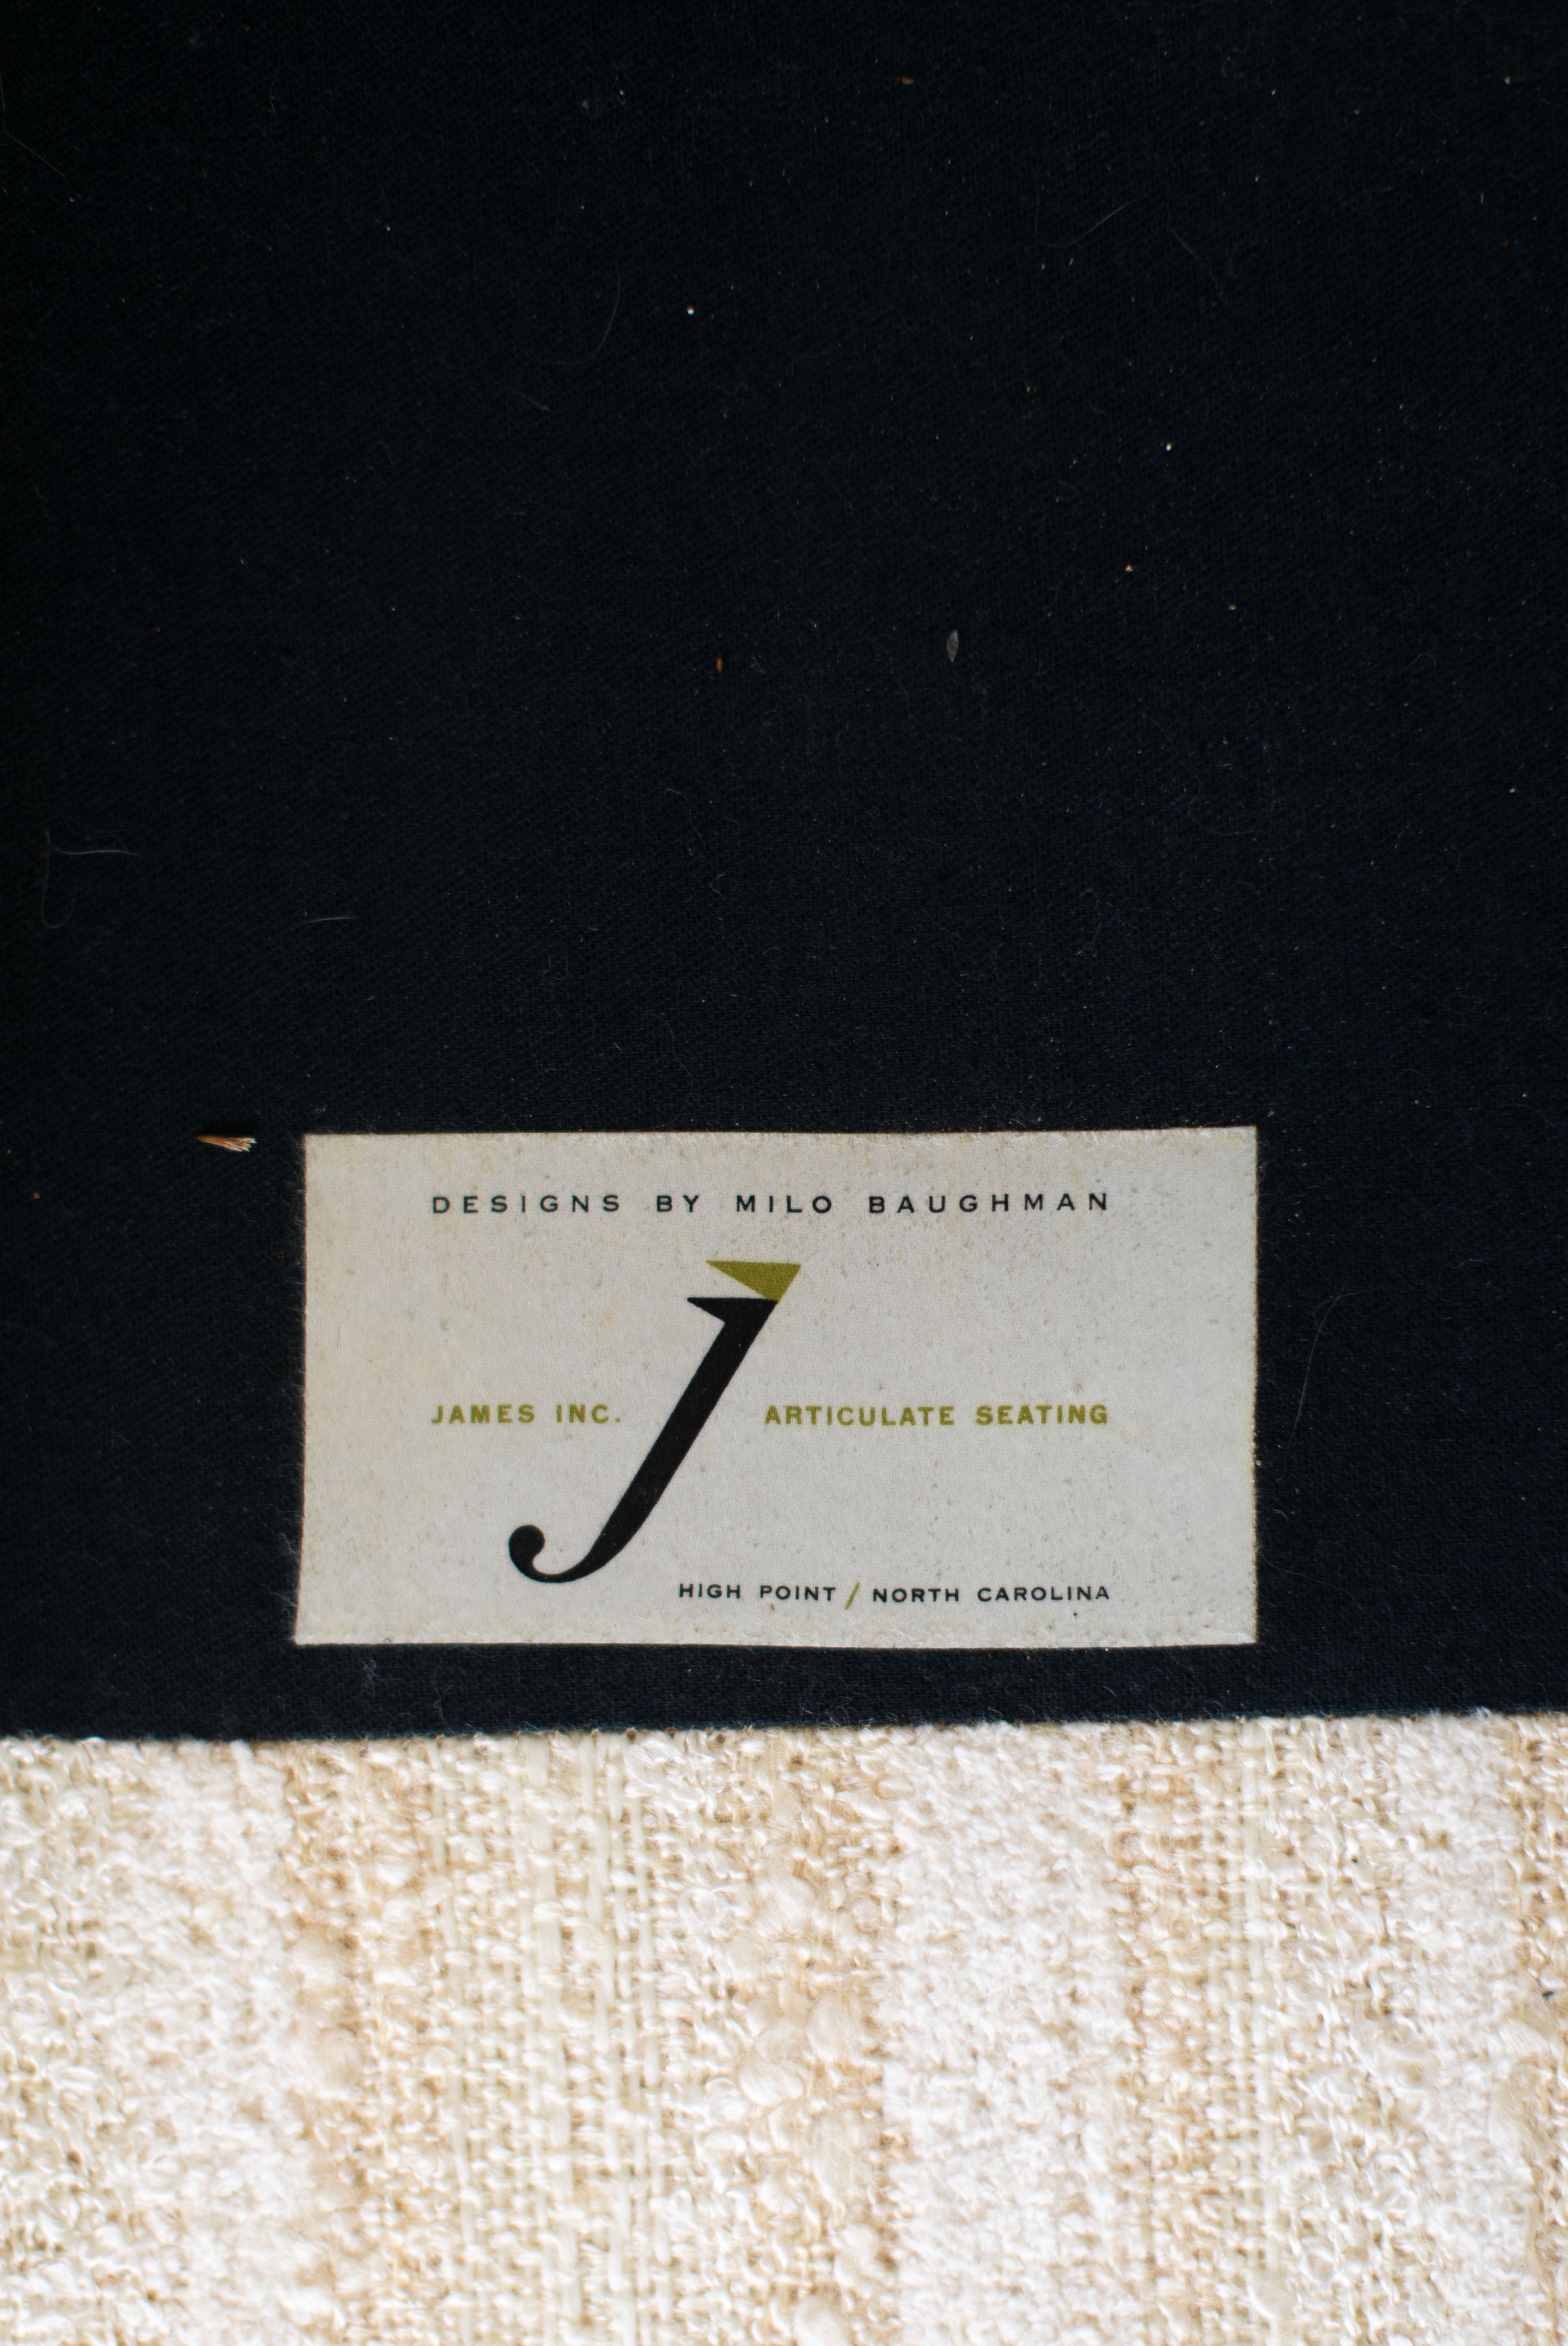 DESIGNS BY MILO BAUGHMAN
j
JAMES INC. ARTICULATE SEATING
HIGH POINT / NORTH CAROLINA